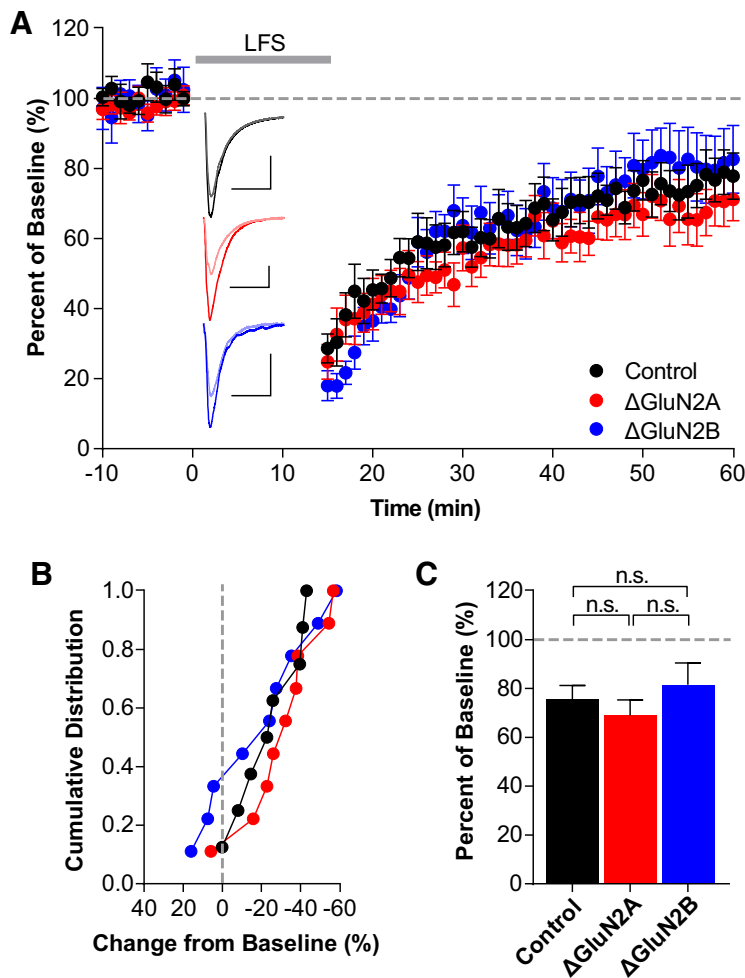 A
LFS
120
100
80
60
40
20
0
Percent of Baseline (%)
-10 0 10 20 30 40 50 60
Time (min)
Control
ΔGluN2A
ΔGluN2B
B
1.0
0.8
0.6
0.4
0.2
0.0
Cumulative Distribution
40 20 0 -20 -40 -60
Change from Baseline (%)
C
n.s.
n.s. n.s.
120
100
80
60
40
20
0
Percent of Baseline (%)
Control ΔGluN2A ΔGluN2B